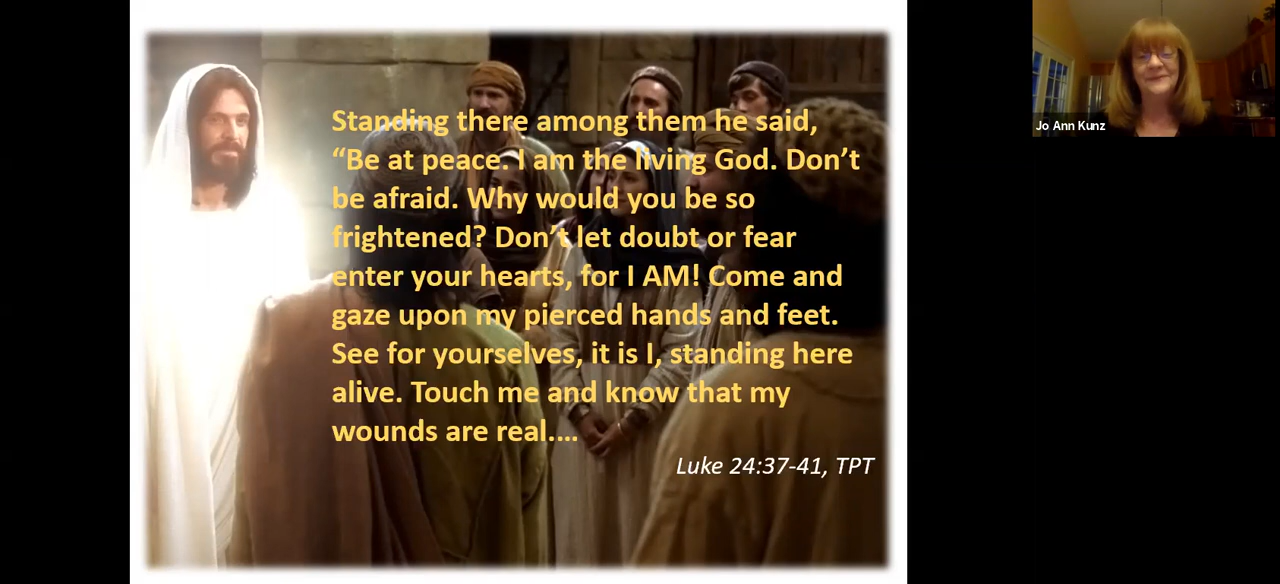 Standing there among them he said,
“Be at peace. I am the living God. Don’t
be afraid. Why would you be so
frightened? Don’t let doubt or fear
enter your hearts, for I AM! Come and
gaze upon my pierced hands and feet.
See for yourselves, it is I, standing here
alive. Touch me and know that my
wounds are real.…
Luke 24:37-41, TPT
Jo Ann Kunz